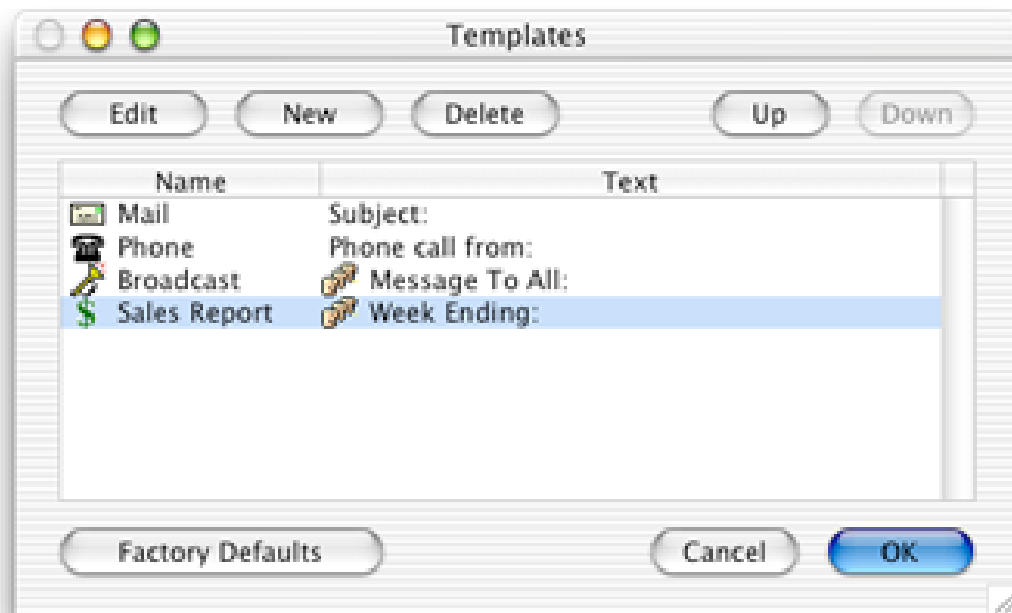 Templates
Edit New Delete Up Down
Name Text
Mail Subject:
Phone Phone call from:
Broadcast Message To All:
$ Sales Report Week Ending:
Factory Defaults Cancel OK